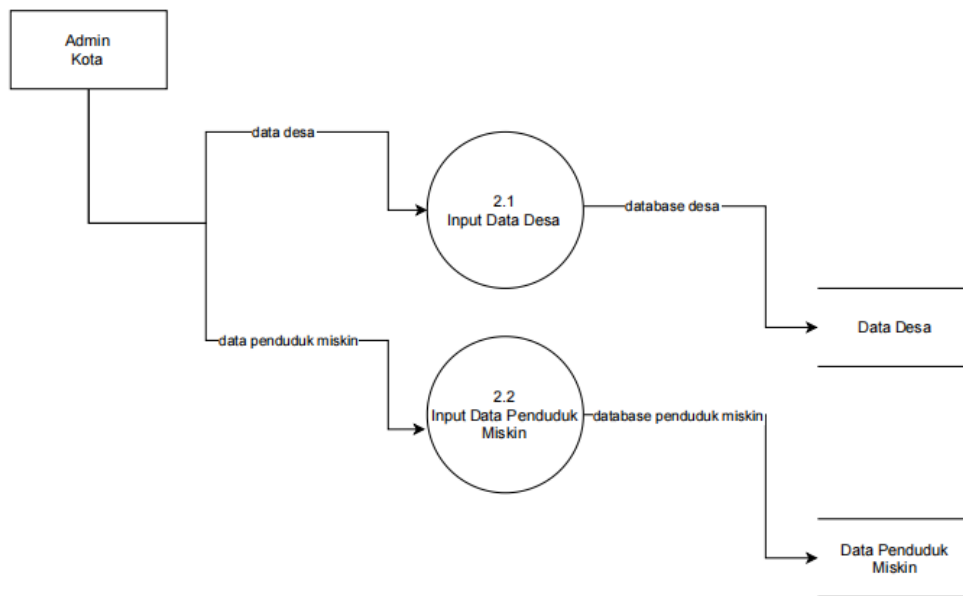 Admin
Kota
data desa
2.1
Input Data Desa
database desa
Data Desa
data penduduk miskin
2.2
Input Data Penduduk
Miskin
database penduduk miskin
Data Penduduk
Miskin